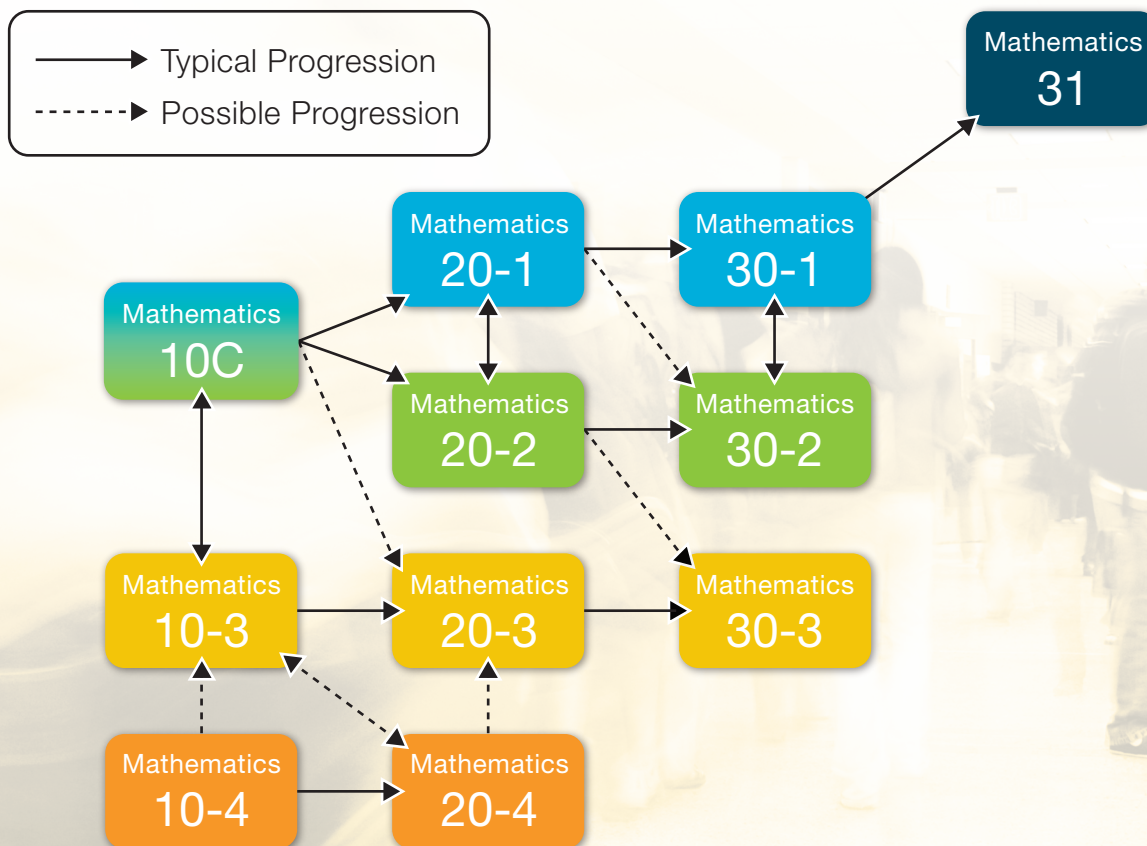 Typical Progression
Possible Progression
Mathematics
31
Mathematics
20-1
Mathematics
30-1
Mathematics
10C
Mathematics
20-2
Mathematics
30-2
Mathematics
10-3
Mathematics
20-3
Mathematics
30-3
Mathematics
10-4
Mathematics
20-4